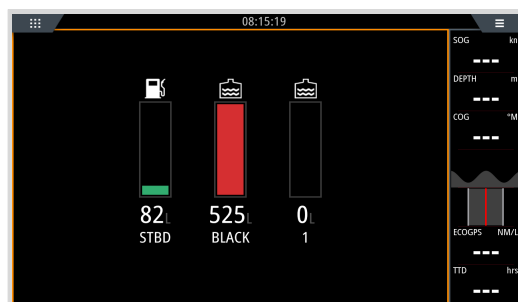 08:15:19
SOG kn
---
DEPTH m
---
COG °M
---
82L 525L 0L
STBD BLACK 1
ECOGPS NM/L
---
TTD hrs
---